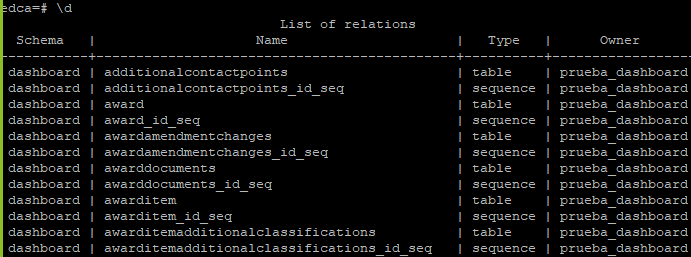 edca=# \d
List of relations
Schema | Name | Type | Owner
-----------+----------------------------------------------+----------+------------------
dashboard | additionalcontactpoints | table | prueba_dashboard
dashboard | additionalcontactpoints_id_seq | sequence | prueba_dashboard
dashboard | award | table | prueba_dashboard
dashboard | award_id_seq | sequence | prueba_dashboard
dashboard | awardamendmentchanges | table | prueba_dashboard
dashboard | awardamendmentchanges_id_seq | sequence | prueba_dashboard
dashboard | awarddocuments | table | prueba_dashboard
dashboard | awarddocuments_id_seq | sequence | prueba_dashboard
dashboard | awarditem | table | prueba_dashboard
dashboard | awarditem_id_seq | sequence | prueba_dashboard
dashboard | awarditemadditionalclassifications | table | prueba_dashboard
dashboard | awarditemadditionalclassifications_id_seq | sequence | prueba_dashboard